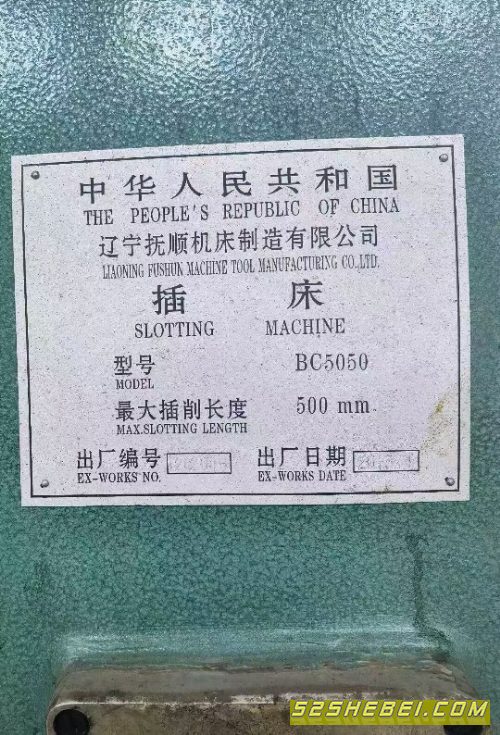 中华人民共和国
THE PEOPLE'S REPUBLIC OF CHINA
辽宁抚顺机床制造有限公司
LIAONING FUSHUN MACHINE TOOL MANUFACTURING CO.,LTD.
插 床
SLOTTING MACHINE
型号 BC5050
MODEL
最大插削长度 500 mm
MAX.SLOTTING LENGTH
出厂编号 出厂日期
EX-WORKS NO. EX-WORKS DATE
52SHEBEI.COM